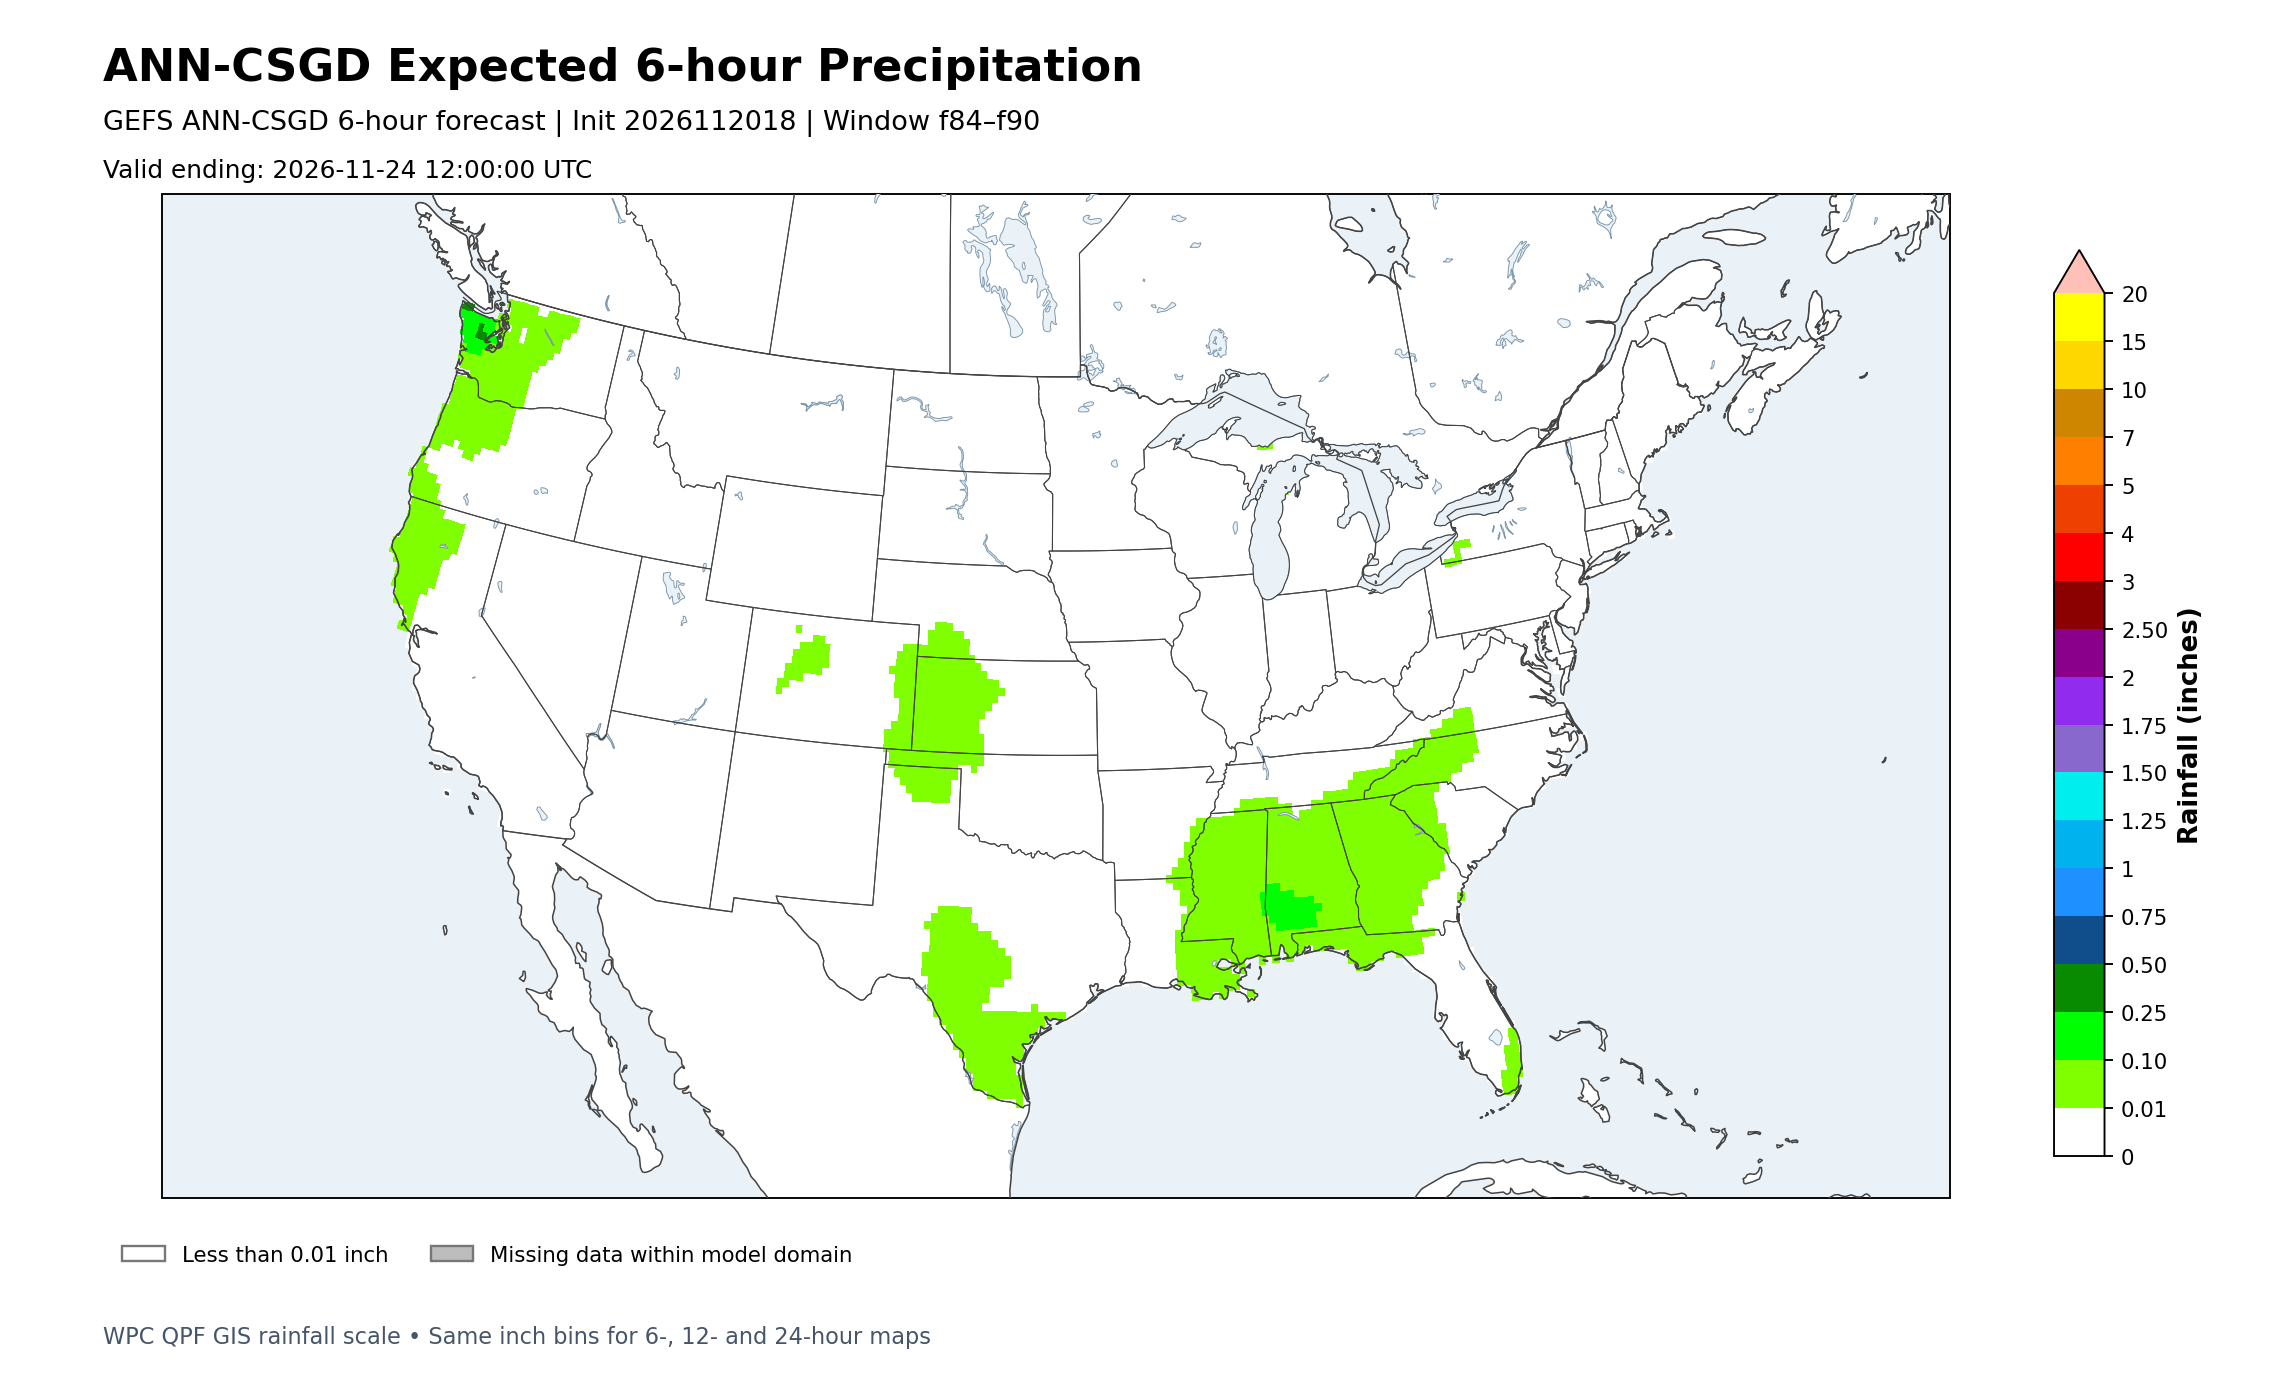 ANN-CSGD Expected 6-hour Precipitation
GEFS ANN-CSGD 6-hour forecast | Init 2026112018 | Window f84–f90
Valid ending: 2026-11-24 12:00:00 UTC
20
15
10
7
5
4
3
2.50
2
1.75
1.50
1.25
1
0.75
0.50
0.25
0.10
0.01
0
Rainfall (inches)
Less than 0.01 inch
Missing data within model domain
WPC QPF GIS rainfall scale • Same inch bins for 6-, 12- and 24-hour maps